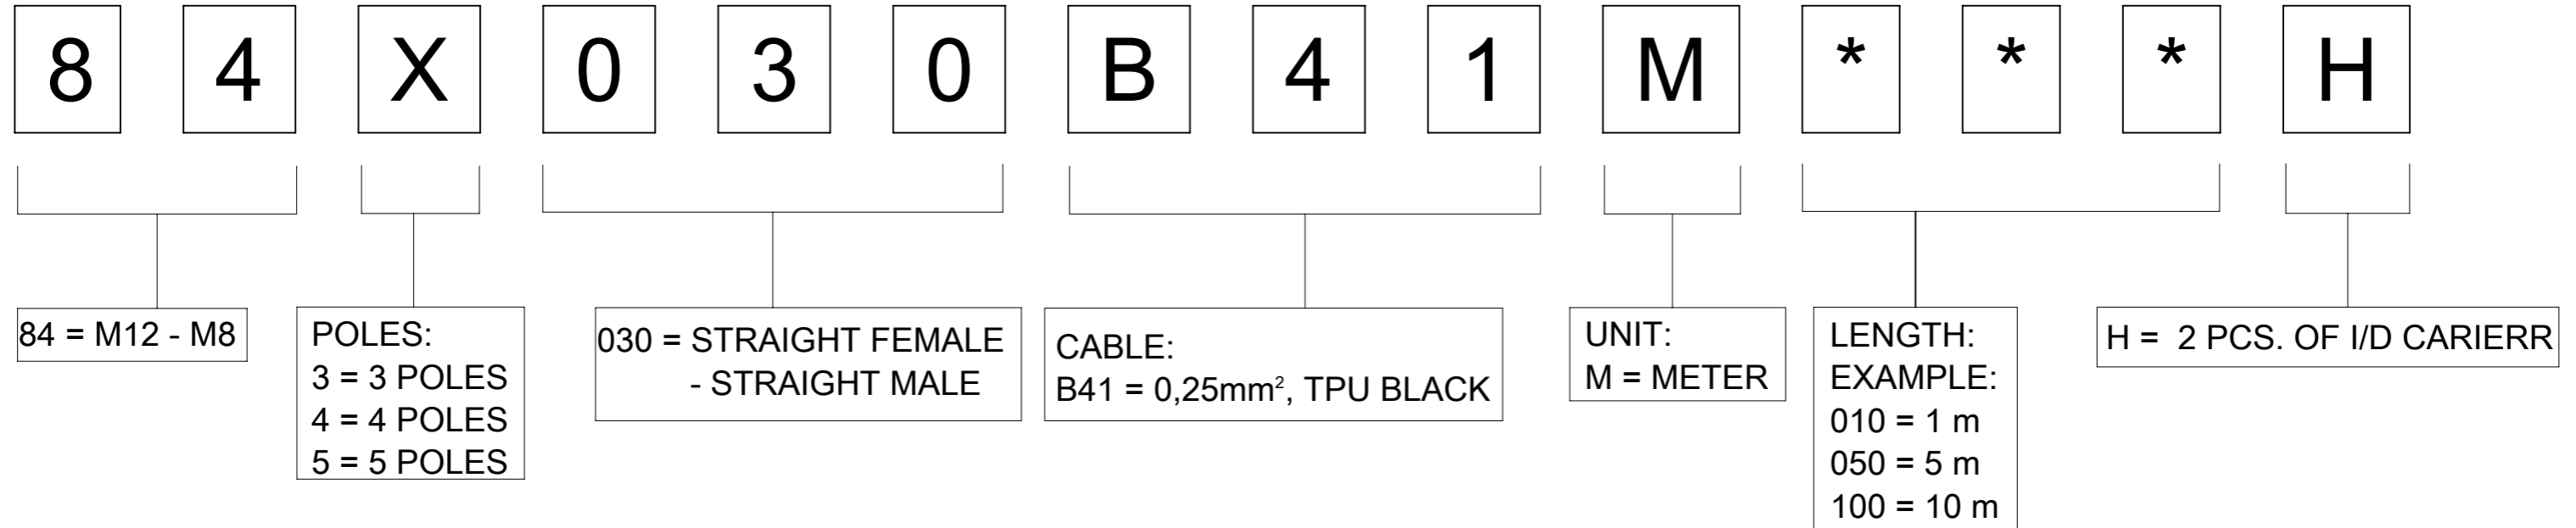 8 4 X 0 3 0 B 4 1 M * * * H
84 = M12 - M8
POLES:
3 = 3 POLES
4 = 4 POLES
5 = 5 POLES
030 = STRAIGHT FEMALE
- STRAIGHT MALE
CABLE:
B41 = 0,25mm², TPU BLACK
UNIT:
M = METER
LENGTH:
EXAMPLE:
010 = 1 m
050 = 5 m
100 = 10 m
H = 2 PCS. OF I/D CARIERR